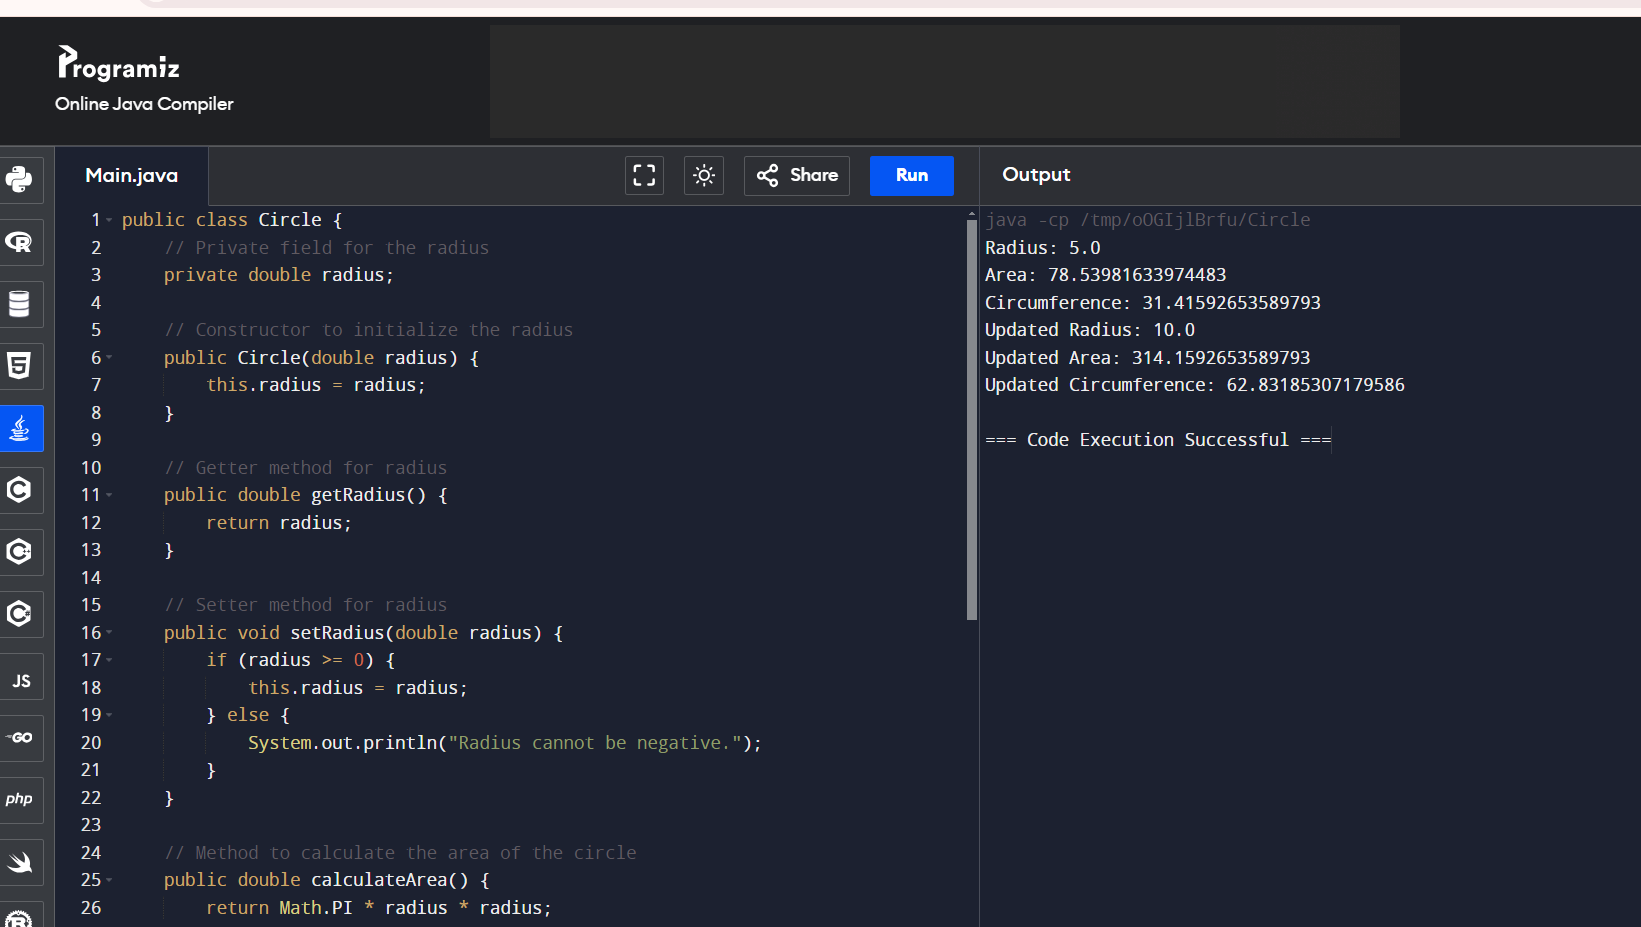 Programiz
Online Java Compiler
Main.java
Share
Run
Output
1 public class Circle {
2     // Private field for the radius
3     private double radius;
4
5     // Constructor to initialize the radius
6     public Circle(double radius) {
7         this.radius = radius;
8     }
9
10     // Getter method for radius
11     public double getRadius() {
12         return radius;
13     }
14
15     // Setter method for radius
16     public void setRadius(double radius) {
17         if (radius >= 0) {
18             this.radius = radius;
19         } else {
20             System.out.println("Radius cannot be negative.");
21         }
22     }
23
24     // Method to calculate the area of the circle
25     public double calculateArea() {
26         return Math.PI * radius * radius;
java -cp /tmp/oOGIjlBrfu/Circle
Radius: 5.0
Area: 78.53981633974483
Circumference: 31.41592653589793
Updated Radius: 10.0
Updated Area: 314.1592653589793
Updated Circumference: 62.83185307179586
=== Code Execution Successful ===
R
5
C
C++
C#
JS
GO
php
R